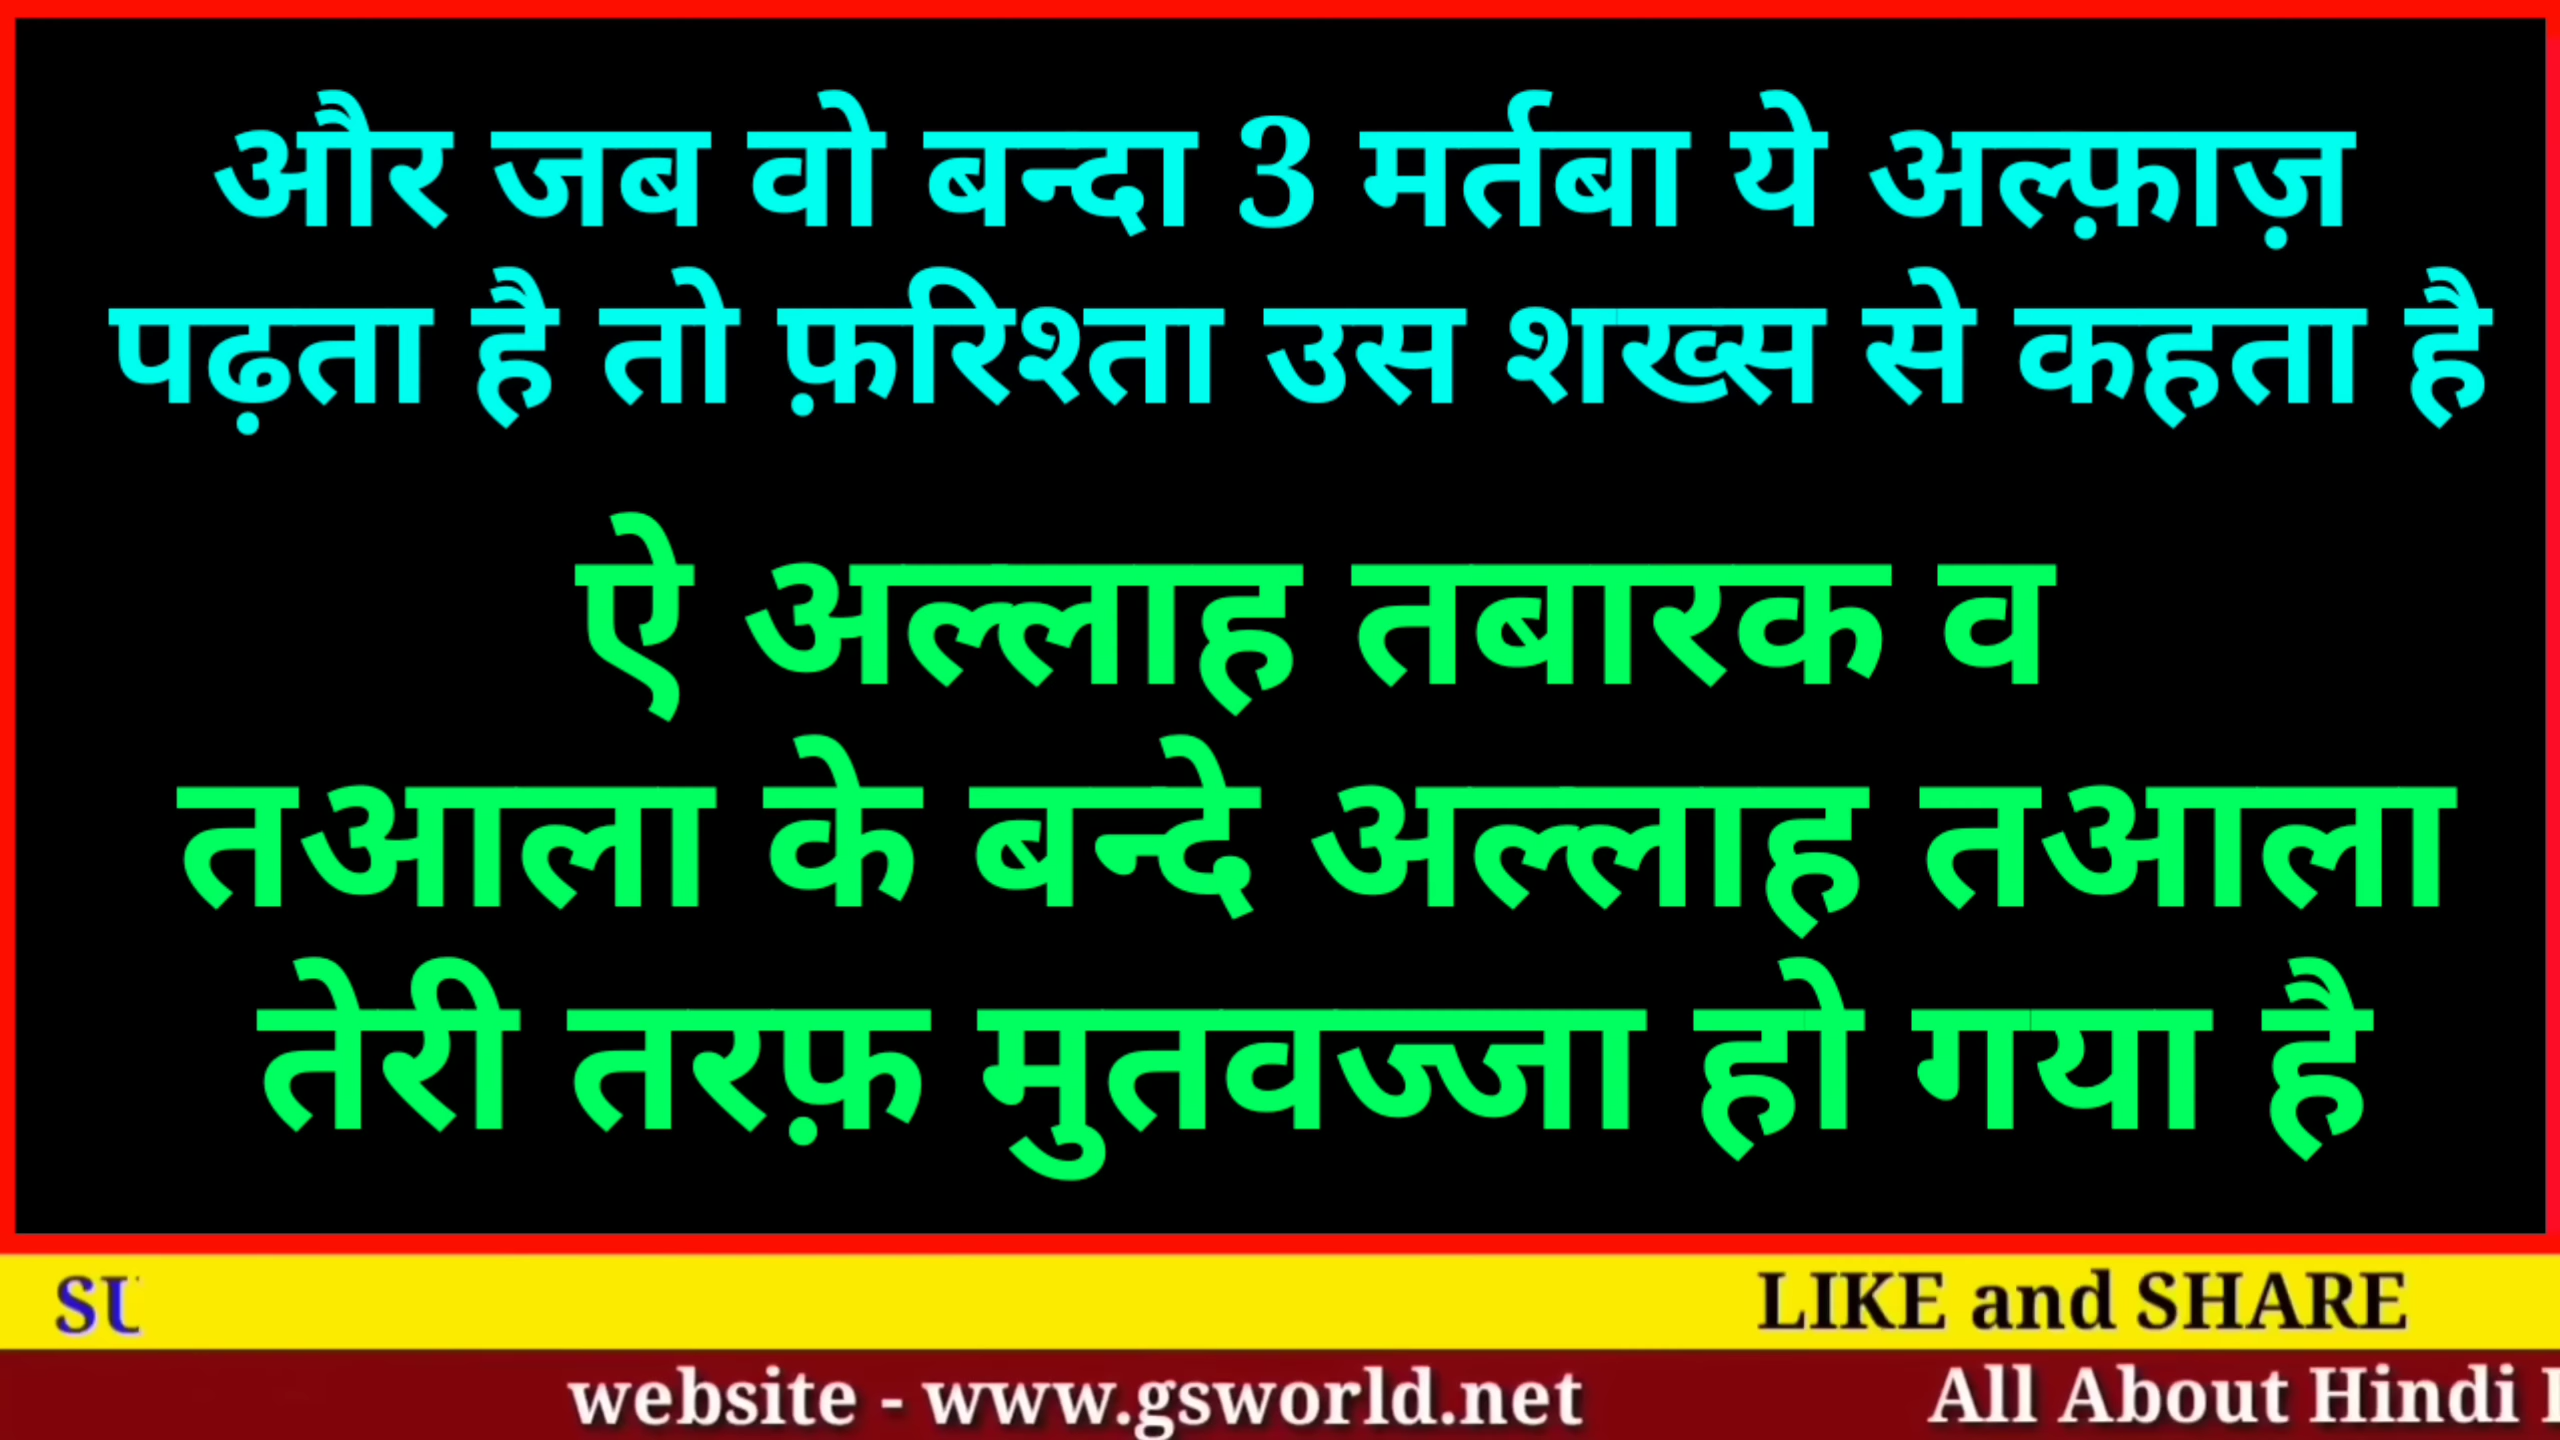 और जब वो बन्दा 3 मर्तबा ये अल्फ़ाज़
पढ़ता है तो फ़रिश्ता उस शख्स से कहता है
ऐ अल्लाह तबारक व
तआला के बन्दे अल्लाह तआला
तेरी तरफ़ मुतवज्जा हो गया है
LIKE and SHARE
website - www.gsworld.net All About Hindi